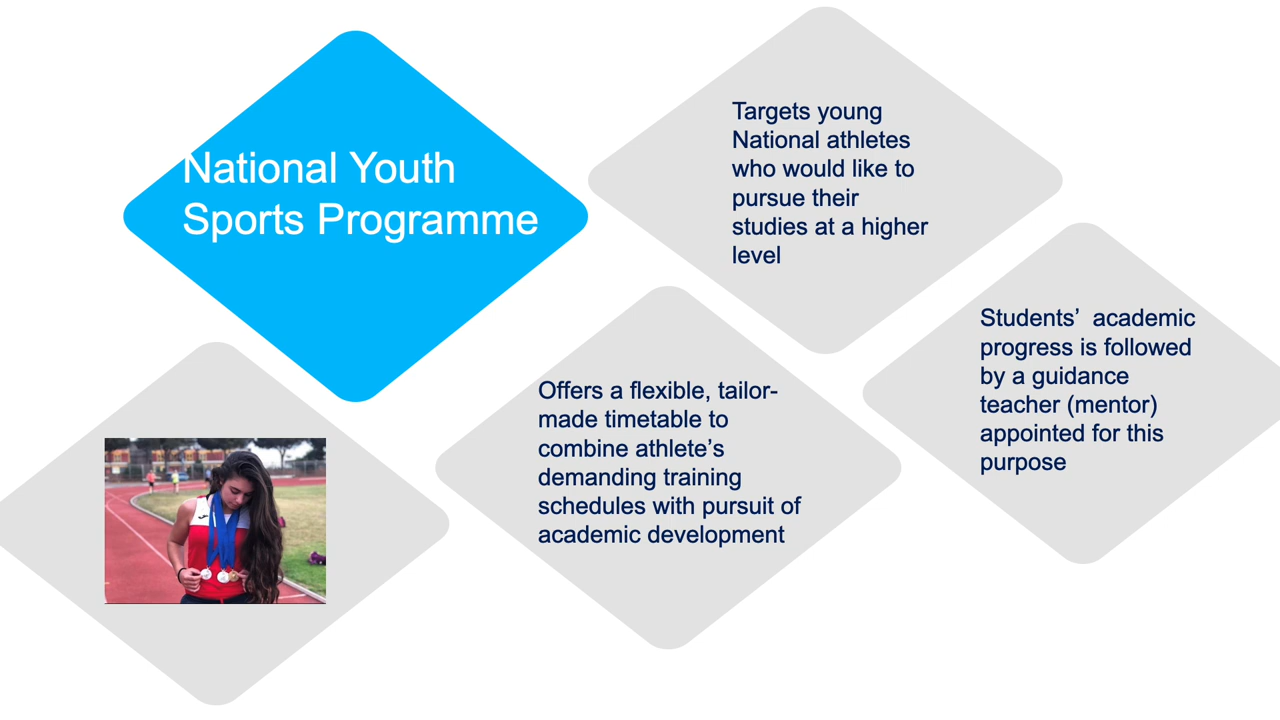 National Youth
Sports Programme
Targets young
National athletes
who would like to
pursue their
studies at a higher
level
Offers a flexible, tailor-
made timetable to
combine athlete’s
demanding training
schedules with pursuit of
academic development
Students’  academic
progress is followed
by a guidance
teacher (mentor)
appointed for this
purpose